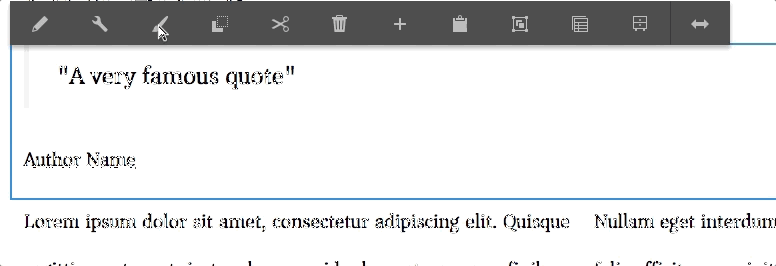 "A very famous quote"
Author Name
Lorem ipsum dolor sit amet, consectetur adipiscing elit. Quisque
Nullam eget interdum